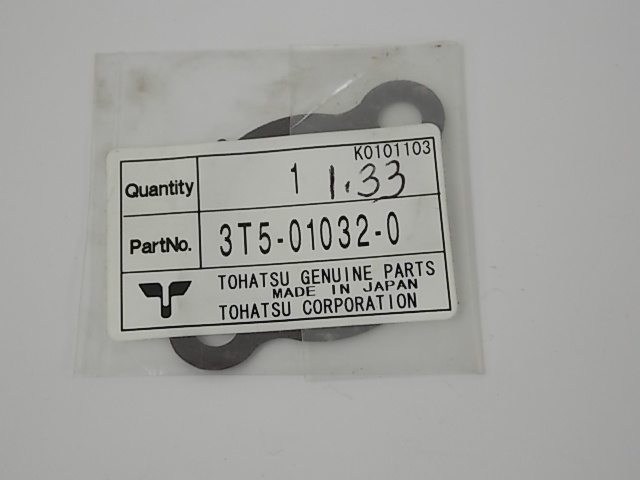 K0101103
Quantity 1 1.33
PartNo. 3T5-01032-0
TOHATSU GENUINE PARTS
MADE IN JAPAN
TOHATSU CORPORATION